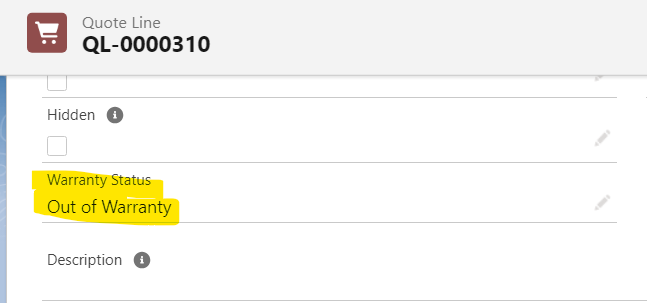 Quote Line
QL-0000310
Hidden
Warranty Status
Out of Warranty
Description